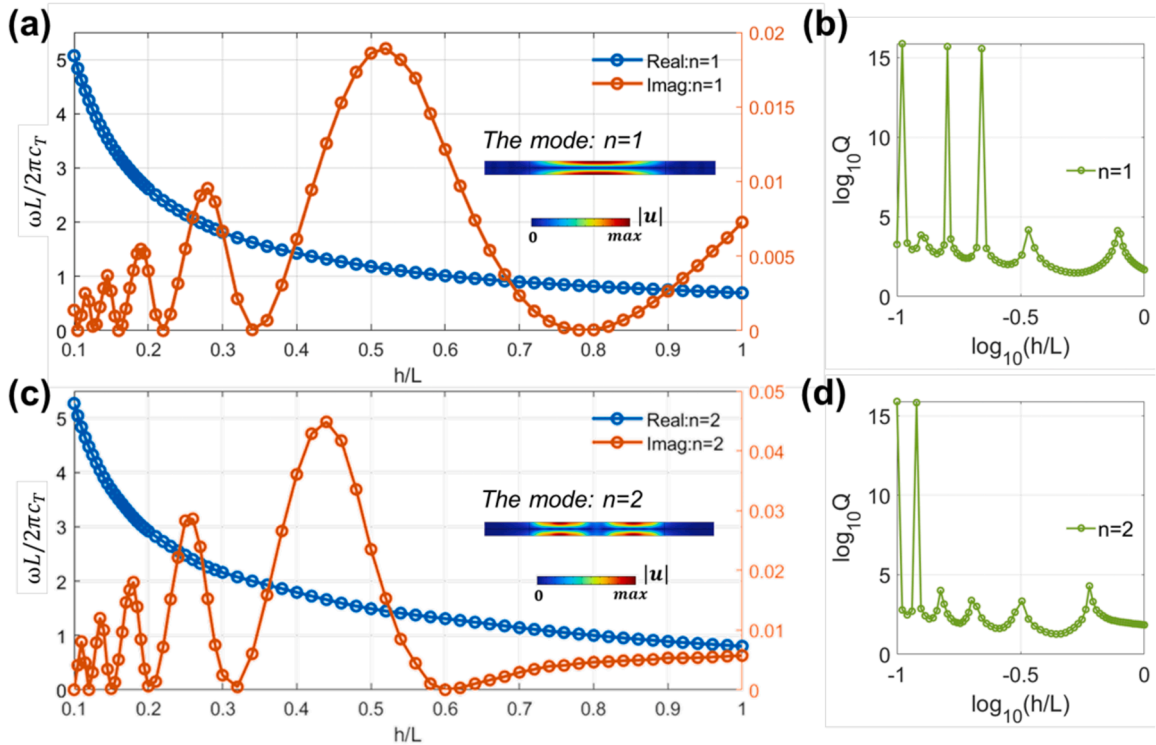 (a)
ωL/2πc_T
5
4
3
2
1
0
0.02
0.015
0.01
0.005
0
Real:n=1
Imag:n=1
The mode: n=1
|u|
0 max
0.1 0.2 0.3 0.4 0.5 0.6 0.7 0.8 0.9 1
h/L
(b)
log10Q
15
10
5
0
n=1
-1 -0.5 0
log10(h/L)
(c)
ωL/2πc_T
5
4
3
2
1
0
0.05
0.04
0.03
0.02
0.01
0
Real:n=2
Imag:n=2
The mode: n=2
|u|
0 max
0.1 0.2 0.3 0.4 0.5 0.6 0.7 0.8 0.9 1
h/L
(d)
log10Q
15
10
5
0
n=2
-1 -0.5 0
log10(h/L)